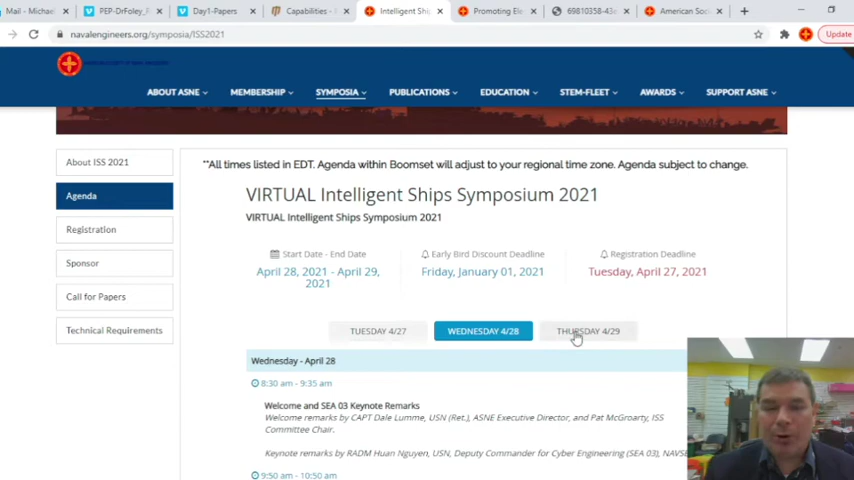 Mail - Michae
PEP-DrFoley_F
Day1-Papers
Capabilities -
Intelligent Ship
Promoting Ele
69810358-43e
American Soci
navalengineers.org/symposia/ISS2021
Update
ABOUT ASNE
MEMBERSHIP
SYMPOSIA
PUBLICATIONS
EDUCATION
STEM-FLEET
AWARDS
SUPPORT ASNE
About ISS 2021
Agenda
Registration
Sponsor
Call for Papers
Technical Requirements
**All times listed in EDT. Agenda within Boomset will adjust to your regional time zone. Agenda subject to change.
VIRTUAL Intelligent Ships Symposium 2021
VIRTUAL Intelligent Ships Symposium 2021
Start Date - End Date
April 28, 2021 - April 29,
2021
Early Bird Discount Deadline
Friday, January 01, 2021
Registration Deadline
Tuesday, April 27, 2021
TUESDAY 4/27
WEDNESDAY 4/28
THURSDAY 4/29
Wednesday - April 28
8:30 am - 9:35 am
Welcome and SEA 03 Keynote Remarks
Welcome remarks by CAPT Dale Lumme, USN (Ret.), ASNE Executive Director, and Pat McGroarty, ISS
Committee Chair.
Keynote remarks by RADM Huan Nguyen, USN, Deputy Commander for Cyber Engineering (SEA 03), NAVSE
9:50 am - 10:50 am